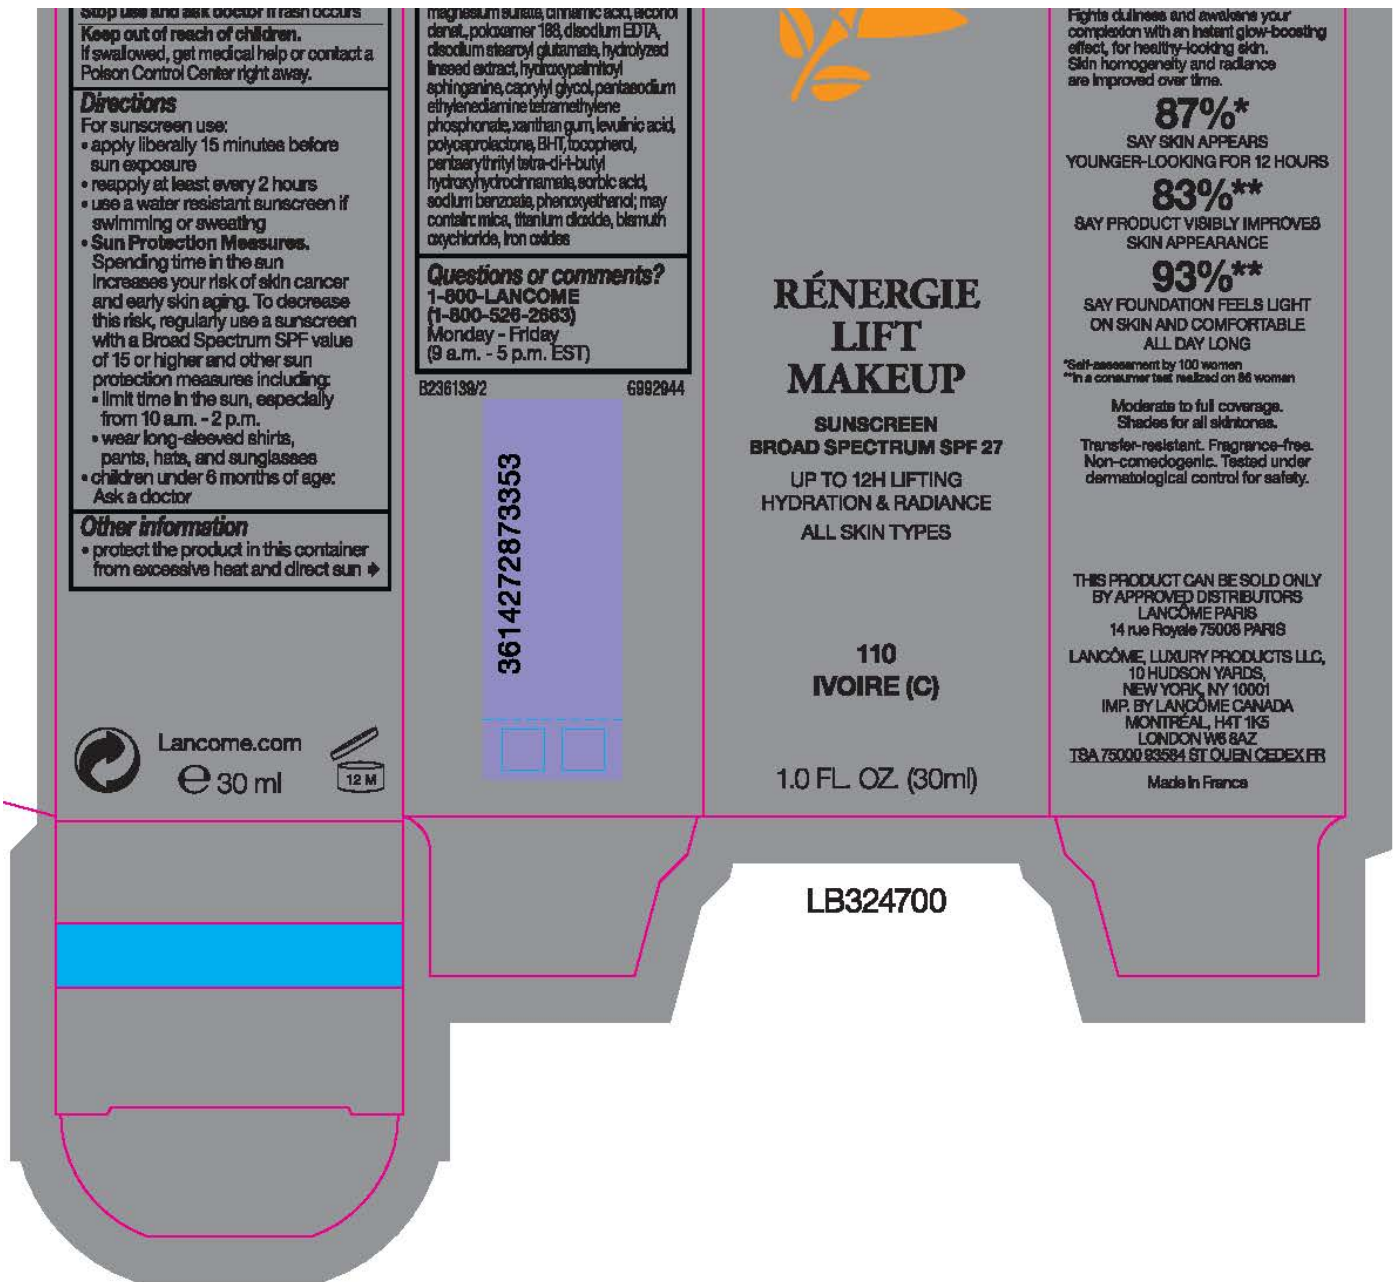 Stop use and ask doctor if rash occurs
Keep out of reach of children.
If swallowed, get medical help or contact a
Poison Control Center right away.
Directions
For sunscreen use:
• apply liberally 15 minutes before
sun exposure
• reapply at least every 2 hours
• use a water resistant sunscreen if
swimming or sweating
• Sun Protection Measures.
Spending time in the sun
increases your risk of skin cancer
and early skin aging. To decrease
this risk, regularly use a sunscreen
with a Broad Spectrum SPF value
of 15 or higher and other sun
protection measures including:
• limit time in the sun, especially
from 10 a.m. - 2 p.m.
• wear long-sleeved shirts,
pants, hats, and sunglasses
• children under 6 months of age:
Ask a doctor
Other information
• protect the product in this container
from excessive heat and direct sun
Lancome.com
℮ 30 ml
12 M
magnesium sulfate, cinnamic acid, alcohol
denat., poloxamer 188, disodium EDTA,
disodium stearoyl glutamate, hydrolyzed
linseed extract, hydroxypalmitoyl
sphinganine, caprylyl glycol, pentasodium
ethylenediamine tetramethylene
phosphonate, xanthan gum, levulinic acid,
polycaprolactone, BHT, tocopherol,
pentaerythrityl tetra-di-t-butyl
hydroxyhydrocinnamate, sorbic acid,
sodium benzoate, phenoxyethanol; may
contain: mica, titanium dioxide, bismuth
oxychloride, iron oxides
Questions or comments?
1-800-LANCOME
(1-800-526-2663)
Monday - Friday
(9 a.m. - 5 p.m. EST)
B236139/2 G992944
3614272873353
RÉNERGIE
LIFT
MAKEUP
SUNSCREEN
BROAD SPECTRUM SPF 27
UP TO 12H LIFTING
HYDRATION & RADIANCE
ALL SKIN TYPES
110
IVOIRE (C)
1.0 FL. OZ. (30ml)
LB324700
Fights dullness and awakens your
complexion with an instant glow-boosting
effect, for healthy-looking skin.
Skin homogeneity and radiance
are improved over time.
87%*
SAY SKIN APPEARS
YOUNGER-LOOKING FOR 12 HOURS
83%**
SAY PRODUCT VISIBLY IMPROVES
SKIN APPEARANCE
93%**
SAY FOUNDATION FEELS LIGHT
ON SKIN AND COMFORTABLE
ALL DAY LONG
*Self-assessment by 100 women
**In a consumer test realized on 86 women
Moderate to full coverage.
Shades for all skintones.
Transfer-resistant. Fragrance-free.
Non-comedogenic. Tested under
dermatological control for safety.
THIS PRODUCT CAN BE SOLD ONLY
BY APPROVED DISTRIBUTORS
LANCÔME PARIS
14 rue Royale 75008 PARIS
LANCÔME, LUXURY PRODUCTS LLC,
10 HUDSON YARDS,
NEW YORK, NY 10001
IMP. BY LANCÔME CANADA
MONTRÉAL, H4T 1K5
LONDON W6 8AZ
TSA 75000 93584 ST OUEN CEDEX FR
Made in France